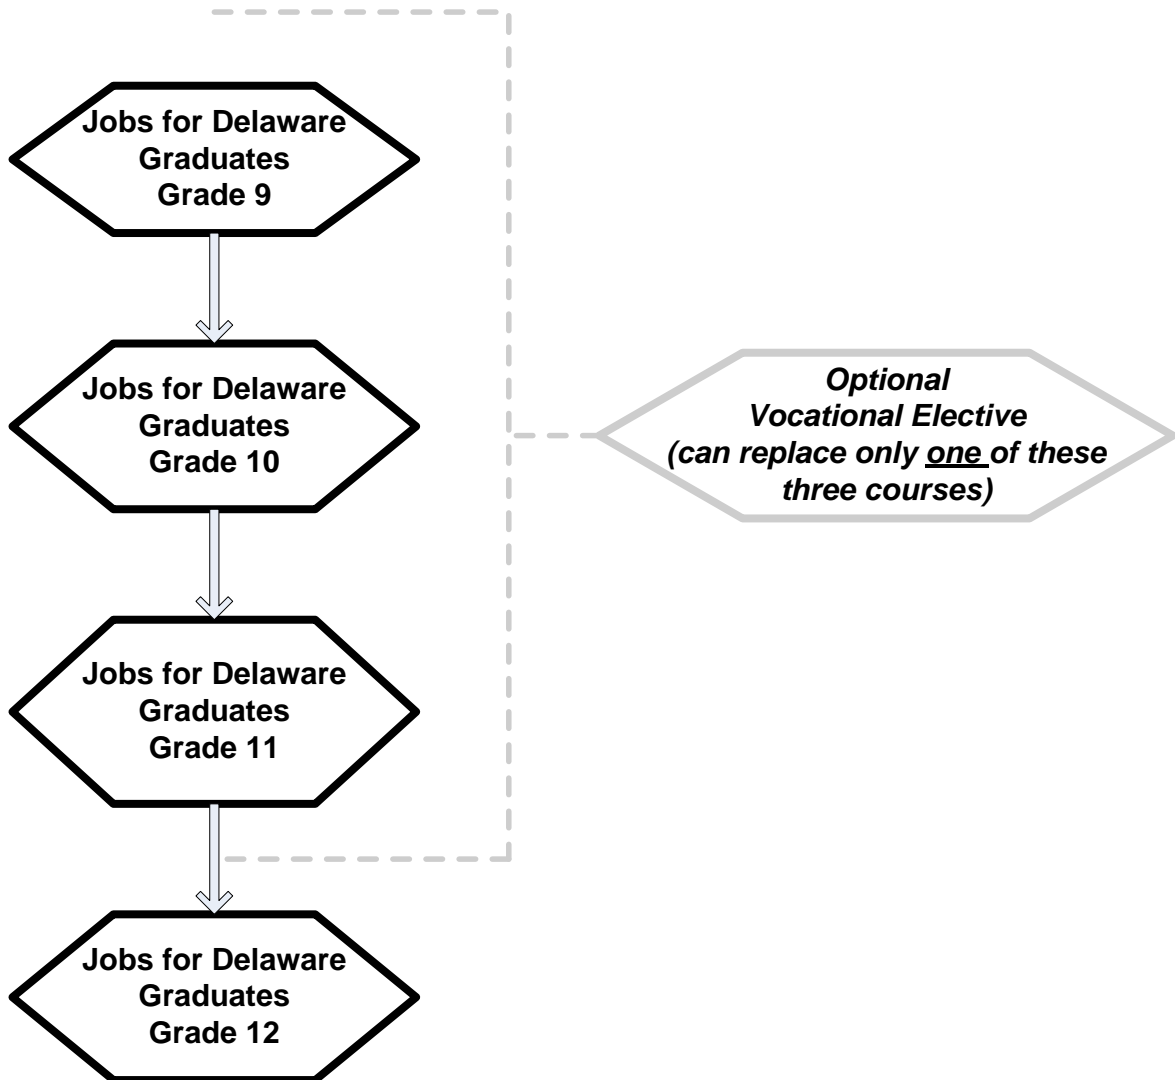 Jobs for Delaware
Graduates
Grade 9
Jobs for Delaware
Graduates
Grade 10
Optional
Vocational Elective
(can replace only one of these
three courses)
Jobs for Delaware
Graduates
Grade 11
Jobs for Delaware
Graduates
Grade 12